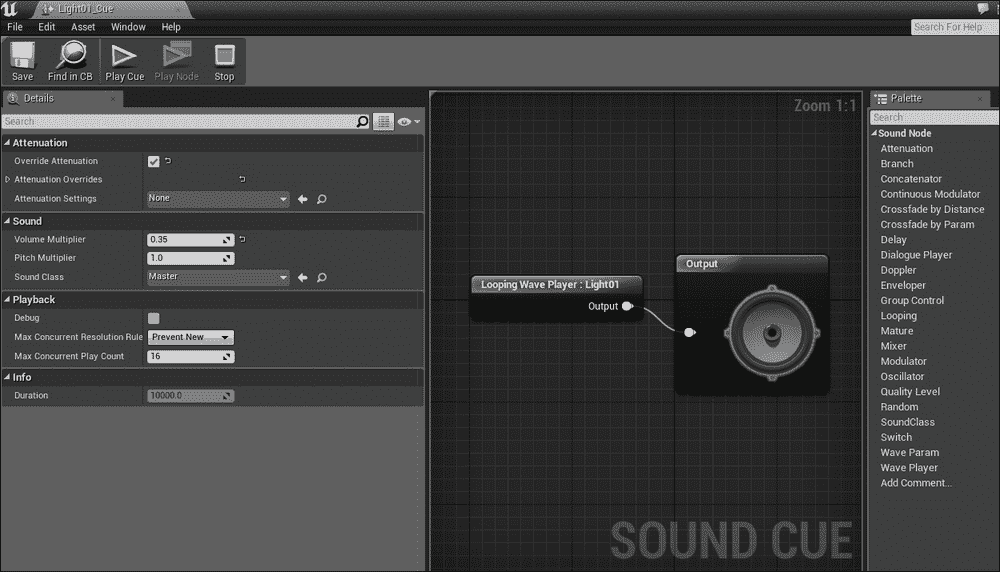 Light01_Cue
File Edit Asset Window Help
Search For Help
Save Find in CB Play Cue Play Node Stop
Details
Search
Attenuation
Override Attenuation
Attenuation Overrides
Attenuation Settings None
Sound
Volume Multiplier 0.35
Pitch Multiplier 1.0
Sound Class Master
Playback
Debug
Max Concurrent Resolution Rule Prevent New
Max Concurrent Play Count 16
Info
Duration 10000.0
Zoom 1:1
Looping Wave Player : Light01
Output
Output
SOUND CUE
Palette
Search
Sound Node
Attenuation
Branch
Concatenator
Continuous Modulator
Crossfade by Distance
Crossfade by Param
Delay
Dialogue Player
Doppler
Enveloper
Group Control
Looping
Mature
Mixer
Modulator
Oscillator
Quality Level
Random
SoundClass
Switch
Wave Param
Wave Player
Add Comment...